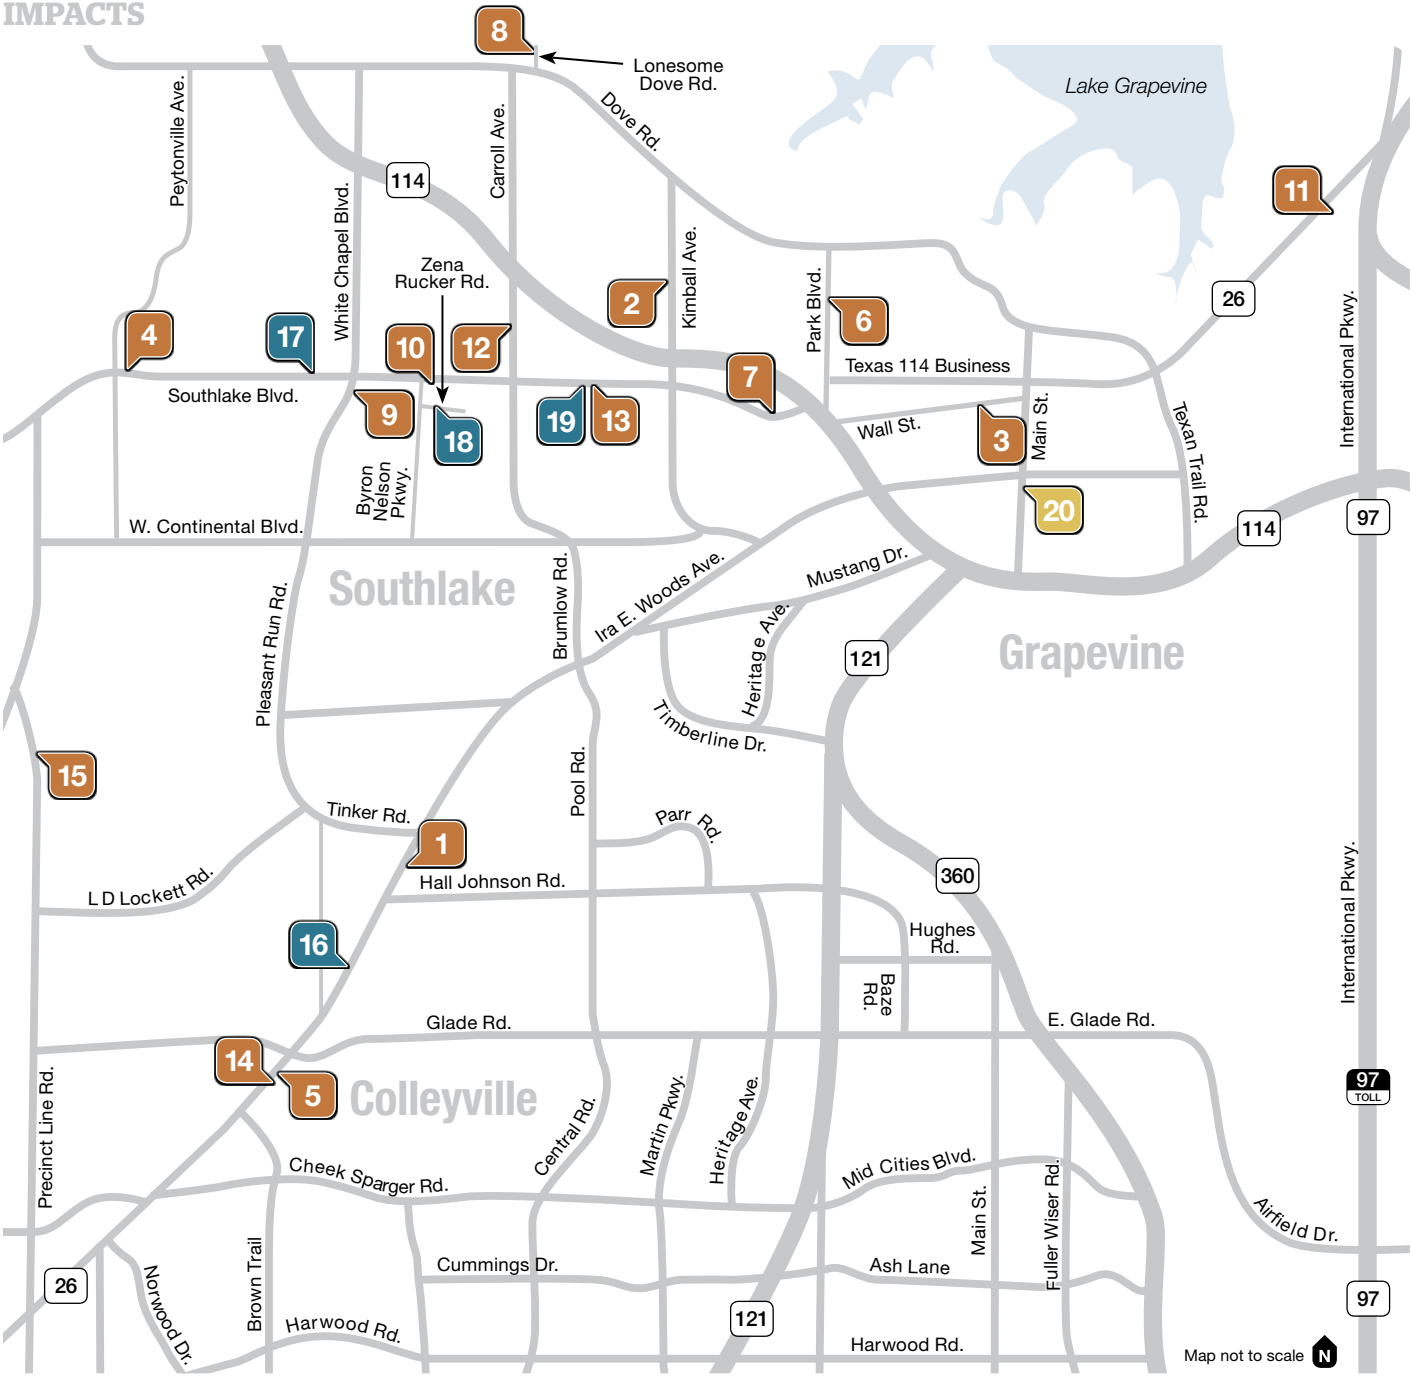 IMPACTS
8
Lonesome
Dove Rd.
Lake Grapevine
Peytonville Ave.
Carroll Ave.
Dove Rd.
114
11
White Chapel Blvd.
Zena
Rucker Rd.
Kimball Ave.
Park Blvd.
26
International Pkwy.
2
6
4
17
10
12
7
Texas 114 Business
Southlake Blvd.
9
18
19
13
Wall St.
3
Main St.
Texan Trail Rd.
Byron
Nelson
Pkwy.
20
W. Continental Blvd.
114
97
Southlake
Brumlow Rd.
Ira E. Woods Ave.
Mustang Dr.
Pleasant Run Rd.
Heritage Ave.
121
Grapevine
Timberline Dr.
15
Pool Rd.
Tinker Rd.
Parr Rd.
1
Hall Johnson Rd.
360
L D Lockett Rd.
International Pkwy.
16
Hughes
Rd.
Baze
Rd.
Glade Rd.
E. Glade Rd.
14
5
Colleyville
97
TOLL
Precinct Line Rd.
Central Rd.
Martin Pkwy.
Heritage Ave.
Cheek Sparger Rd.
Mid Cities Blvd.
Main St.
Fuller Wiser Rd.
Airfield Dr.
26
Norwood Dr.
Brown Trail
Cummings Dr.
Ash Lane
97
121
Harwood Rd.
Harwood Rd.
Map not to scale
N